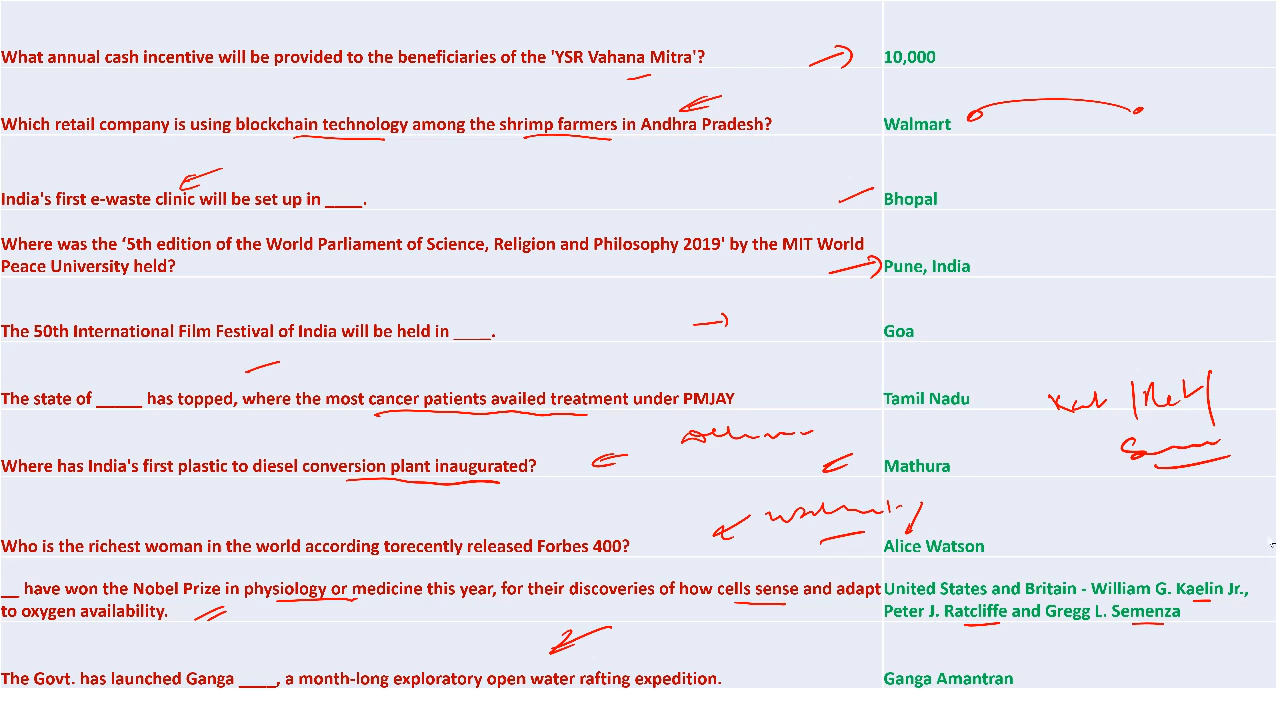 What annual cash incentive will be provided to the beneficiaries of the 'YSR Vahana Mitra'?
10,000
Which retail company is using blockchain technology among the shrimp farmers in Andhra Pradesh?
Walmart
India's first e-waste clinic will be set up in ____.
Bhopal
Where was the ‘5th edition of the World Parliament of Science, Religion and Philosophy 2019' by the MIT World
Peace University held?
Pune, India
The 50th International Film Festival of India will be held in ____.
Goa
The state of _____ has topped, where the most cancer patients availed treatment under PMJAY
Tamil Nadu
Where has India's first plastic to diesel conversion plant inaugurated?
Mathura
Who is the richest woman in the world according torecently released Forbes 400?
Alice Watson
__ have won the Nobel Prize in physiology or medicine this year, for their discoveries of how cells sense and adapt
to oxygen availability.
United States and Britain - William G. Kaelin Jr.,
Peter J. Ratcliffe and Gregg L. Semenza
The Govt. has launched Ganga ____, a month-long exploratory open water rafting expedition.
Ganga Amantran